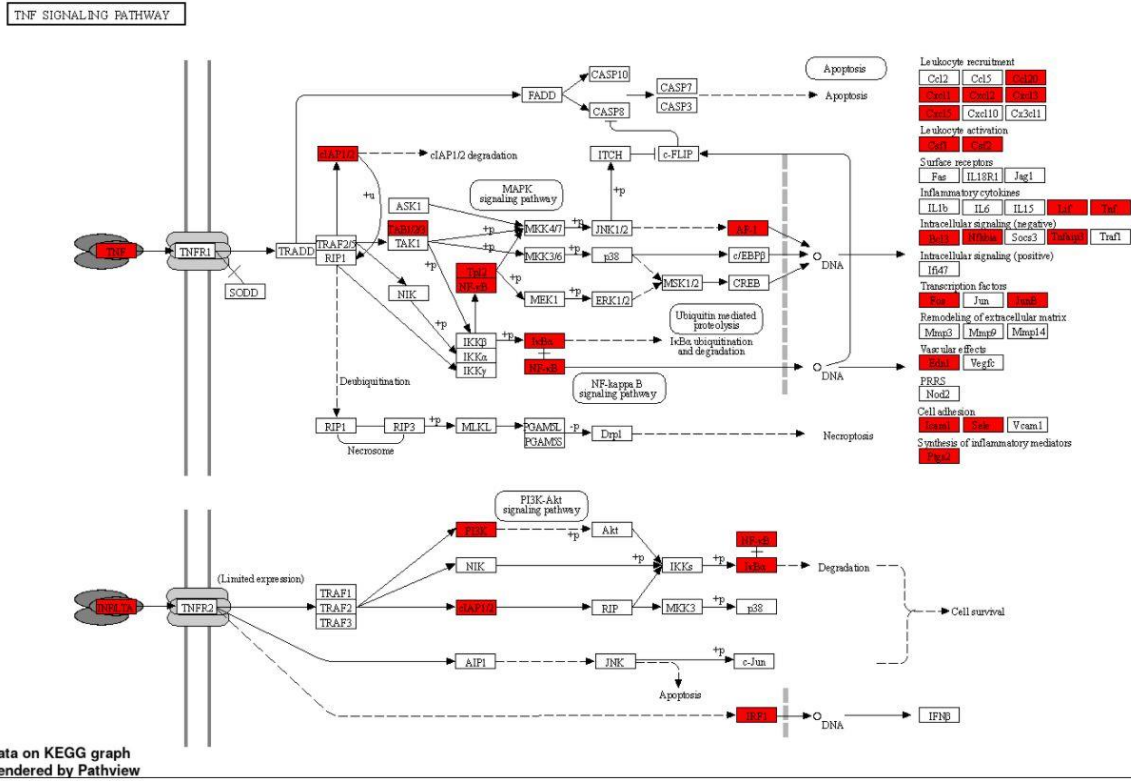 TNF SIGNALING PATHWAY
Apoptosis
Leukocyte recruitment
CASP10
Ccl2 Ccl5 Ccl20
FADD
CASP7
Apoptosis
Cxcl1 Cxcl2 Cxcl3
CASP8
CASP3
Cxcl5 Cxcl10 Cx3cl1
Leukocyte activation
Csf1 Csf2
cIAP1/2
cIAP1/2 degradation
ITCH
c-FLIP
Surface receptors
Fas IL18R1 Jag1
MAPK
signaling pathway
+p
+u
Inflammatory cytokines
ASK1
IL1b IL6 IL15 Lif Tnf
TAB1/2/3
+p
MKK4/7
+p
JNK1/2
AP-1
Intracellular signaling (negative)
TNF
TNFR1
TRADD
TRAF2/5
RIP1
TAK1
+p
Bcl3 Nfkbia Socs3 Tnfaip3 Traf1
MKK3/6
+p
p38
c/EBPβ
DNA
Intracellular signaling (positive)
Ifi47
SODD
+p
Tpl2
NF-κB
+p
MSK1/2
CREB
NIK
MEK1
+p
ERK1/2
Transcription factors
Fos Jun JunB
+p
Ubiquitin mediated
proteolysis
Remodeling of extracellular matrix
Mmp3 Mmp9 Mmp14
IKKβ
IKKα
IKKγ
+p
IκBα
IκBα ubiquitination
and degradation
Vascular effects
Edn1 Vegfc
NF-κB
DNA
Deubiquitination
NF-kappa B
signaling pathway
PRRS
Nod2
Cell adhesion
Icam1 Sele Vcam1
RIP1
RIP3
+p
MLKL
PGAM5L
PGAM5S
-p
Drp1
Necroptosis
Necrosome
Synthesis of inflammatory mediators
Ptgs2
PI3K-Akt
signaling pathway
PI3K
+p
Akt
NF-κB
(Limited expression)
NIK
+p
IKKs
+p
IκBα
Degradation
TNF/LTA
TNFR2
TRAF1
TRAF2
TRAF3
cIAP1/2
RIP
MKK3
+p
p38
Cell survival
AIP1
JNK
+p
c-Jun
Apoptosis
IRF1
DNA
IFNβ
ata on KEGG graph
endered by Pathview